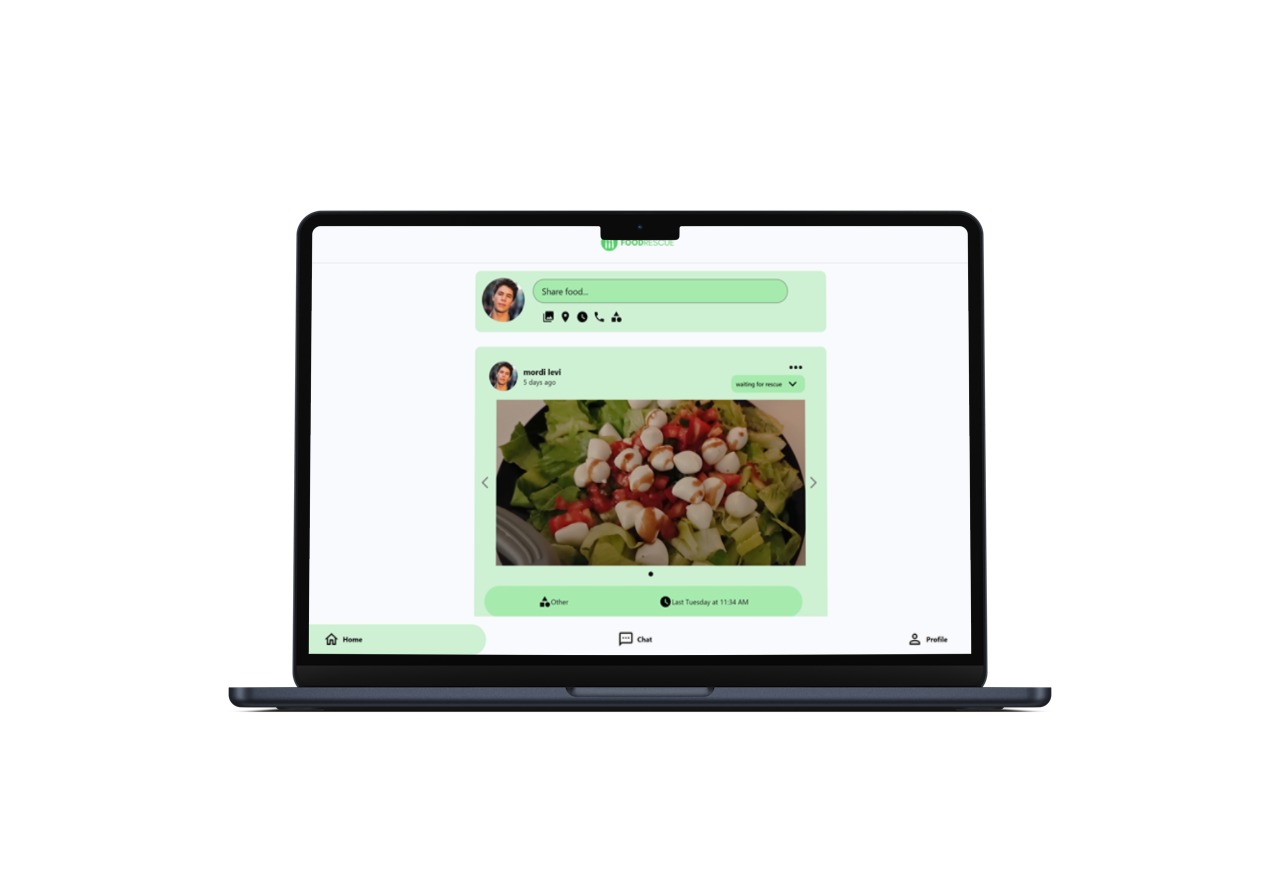 FOODRESCUE
Share food...
mordi levi
5 days ago
waiting for rescue
Other
Last Tuesday at 11:34 AM
Home
Chat
Profile